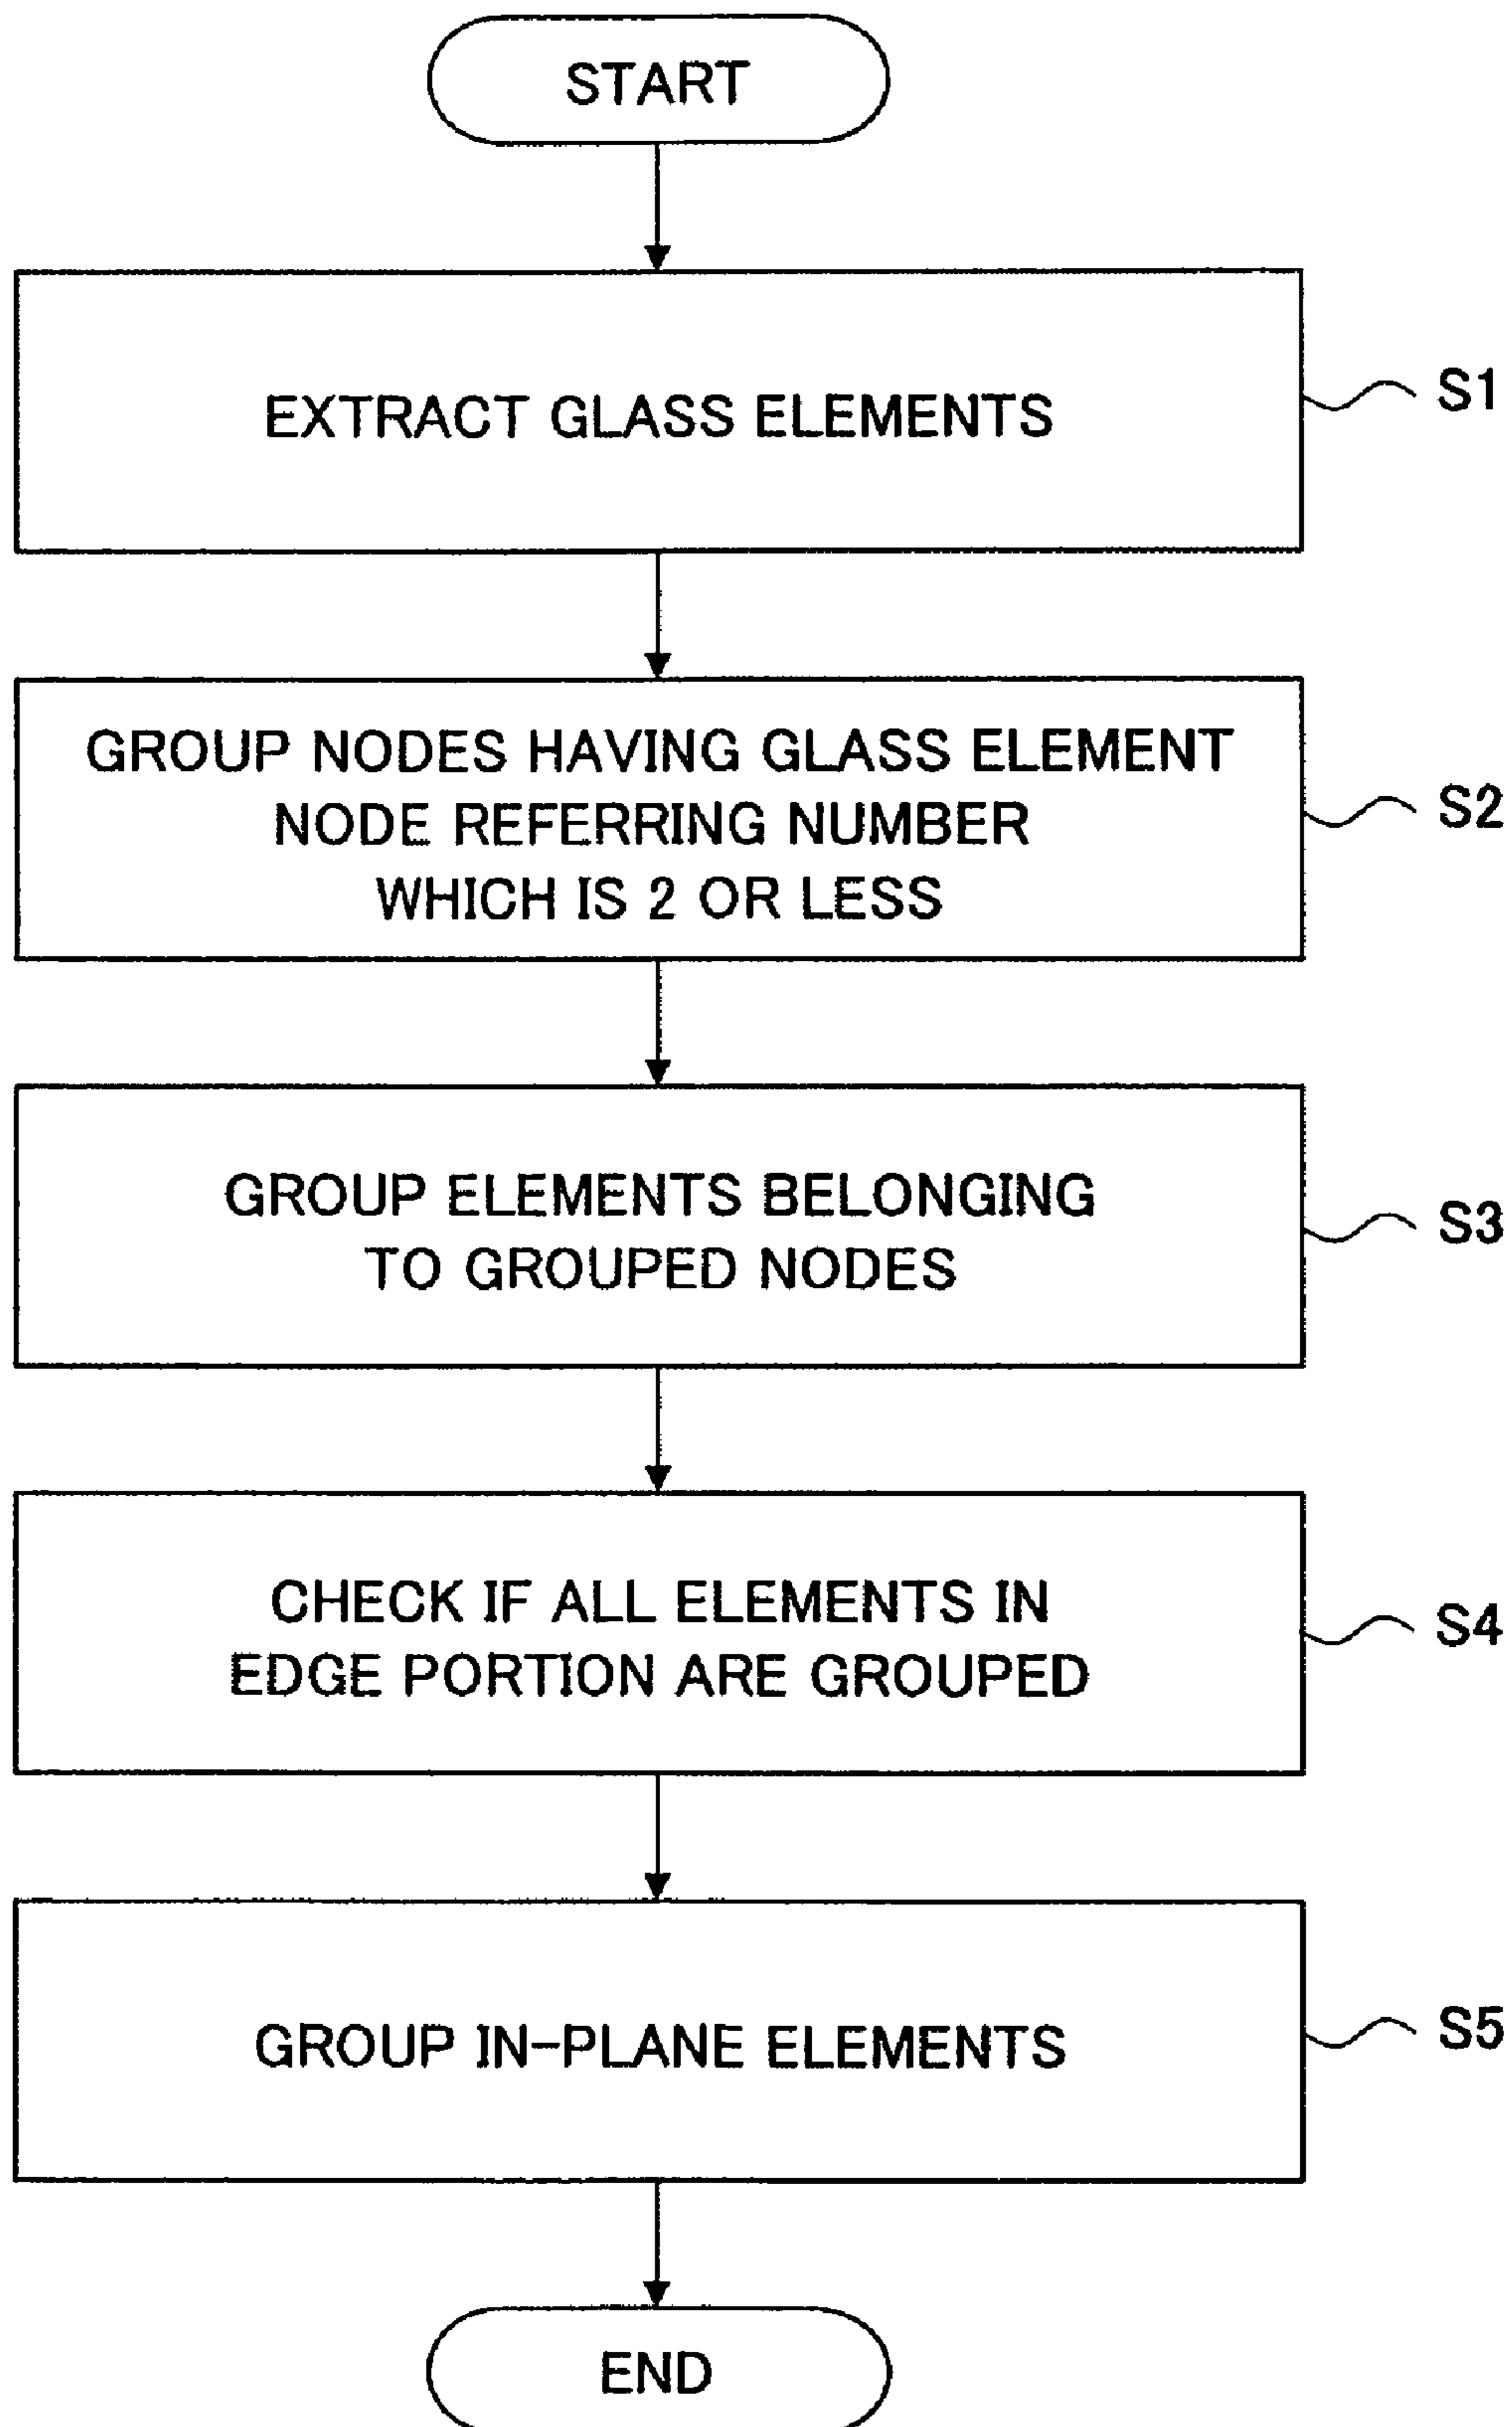 START
EXTRACT GLASS ELEMENTS
S1
GROUP NODES HAVING GLASS ELEMENT
NODE REFERRING NUMBER
WHICH IS 2 OR LESS
S2
GROUP ELEMENTS BELONGING
TO GROUPED NODES
S3
CHECK IF ALL ELEMENTS IN
EDGE PORTION ARE GROUPED
S4
GROUP IN-PLANE ELEMENTS
S5
END